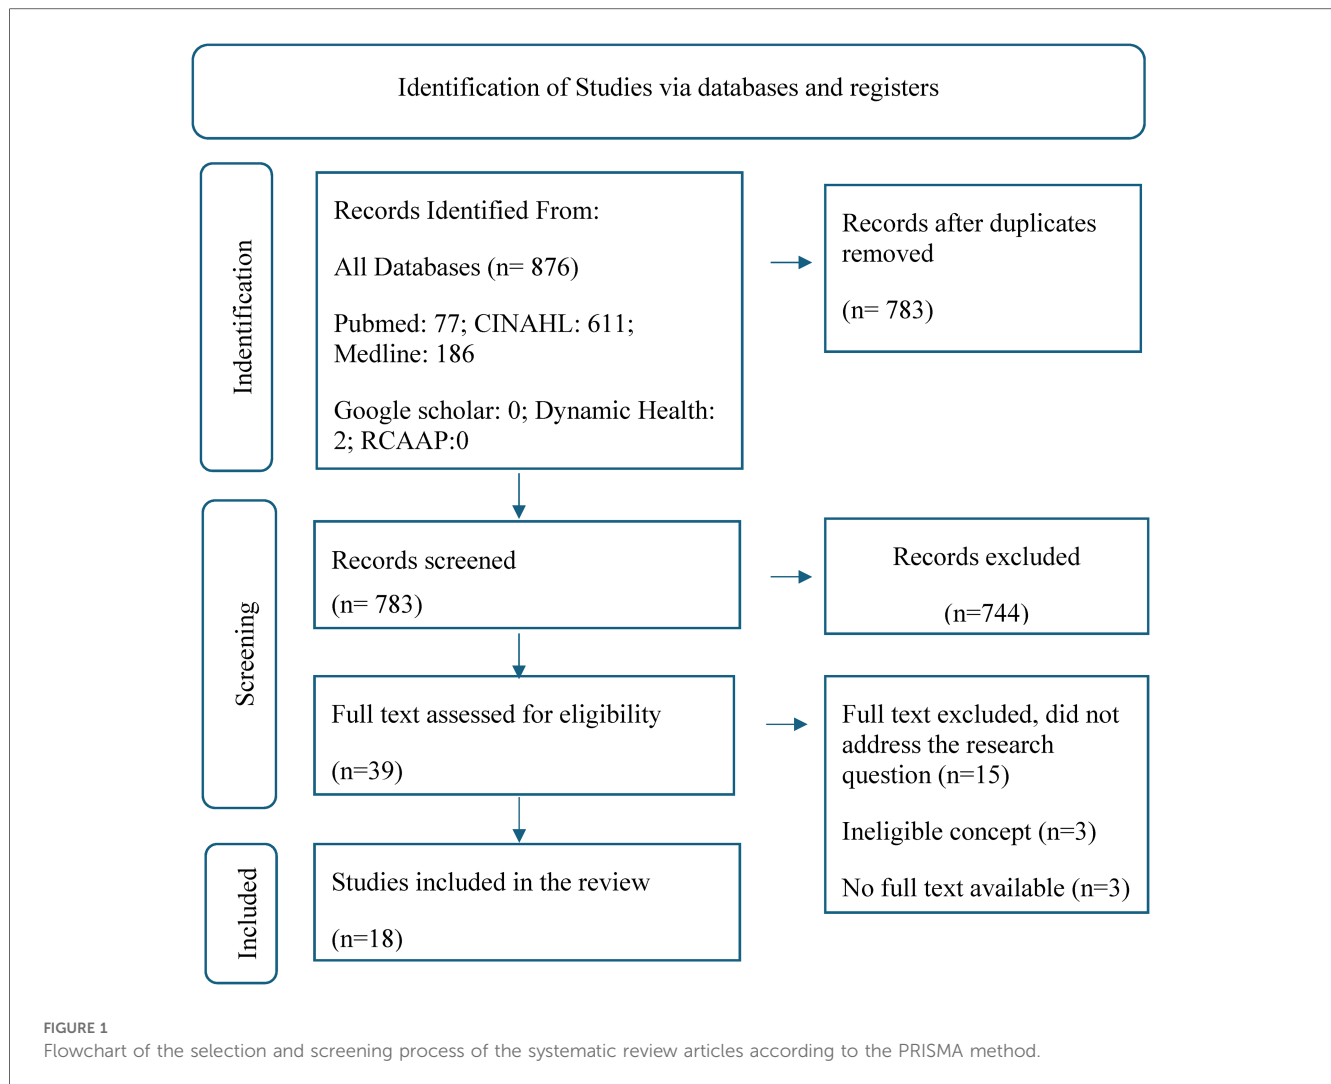 Identification of Studies via databases and registers
Indentification
Records Identified From:
All Databases (n= 876)
Pubmed: 77; CINAHL: 611;
Medline: 186
Google scholar: 0; Dynamic Health:
2; RCAAP:0
Records after duplicates
removed
(n= 783)
Screening
Records screened
(n= 783)
Records excluded
(n=744)
Full text assessed for eligibility
(n=39)
Full text excluded, did not
address the research
question (n=15)
Ineligible concept (n=3)
No full text available (n=3)
Included
Studies included in the review
(n=18)
FIGURE 1
Flowchart of the selection and screening process of the systematic review articles according to the PRISMA method.